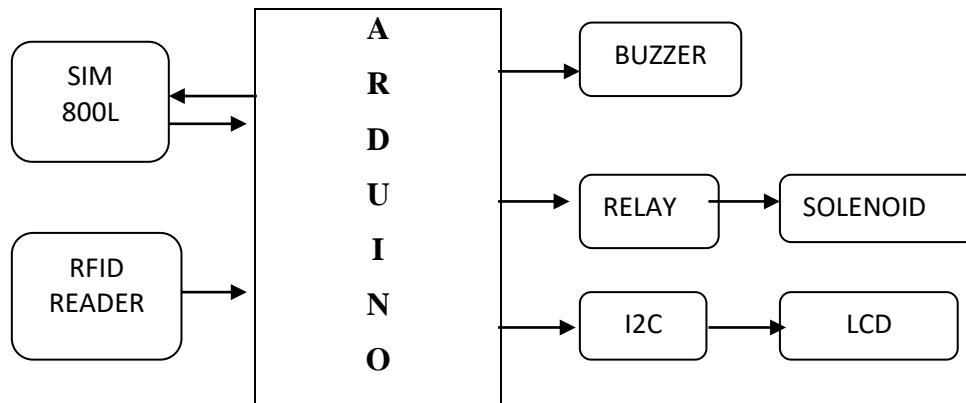 SIM
800L
RFID
READER
A
R
D
U
I
N
O
BUZZER
RELAY
SOLENOID
I2C
LCD